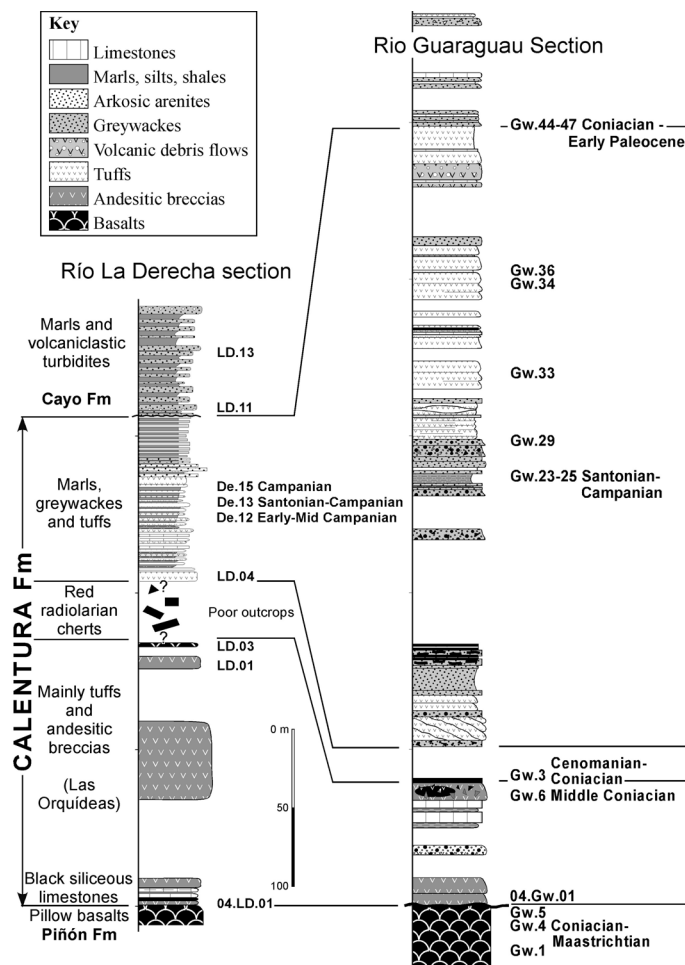 Key
Limestones
Marls, silts, shales
Arkosic arenites
Greywackes
Volcanic debris flows
Tuffs
Andesitic breccias
Basalts
Río La Derecha section
Marls and
volcaniclastic
turbidites
Cayo Fm
LD.13
LD.11
CALENTURA Fm
Marls,
greywackes
and tuffs
De.15 Campanian
De.13 Santonian-Campanian
De.12 Early-Mid Campanian
LD.04
Red
radiolarian
cherts
?
?
Poor outcrops
LD.03
LD.01
Mainly tuffs
and
andesitic
breccias
(Las
Orquídeas)
0 m
50
100
Black siliceous
limestones
04.LD.01
Pillow basalts
Piñón Fm
Rio Guaraguau Section
Gw.44-47 Coniacian -
Early Paleocene
Gw.36
Gw.34
Gw.33
Gw.29
Gw.23-25 Santonian-
Campanian
Cenomanian-
Gw.3 Coniacian
Gw.6 Middle Coniacian
04.Gw.01
Gw.5
Gw.4 Coniacian-
Maastrichtian
Gw.1